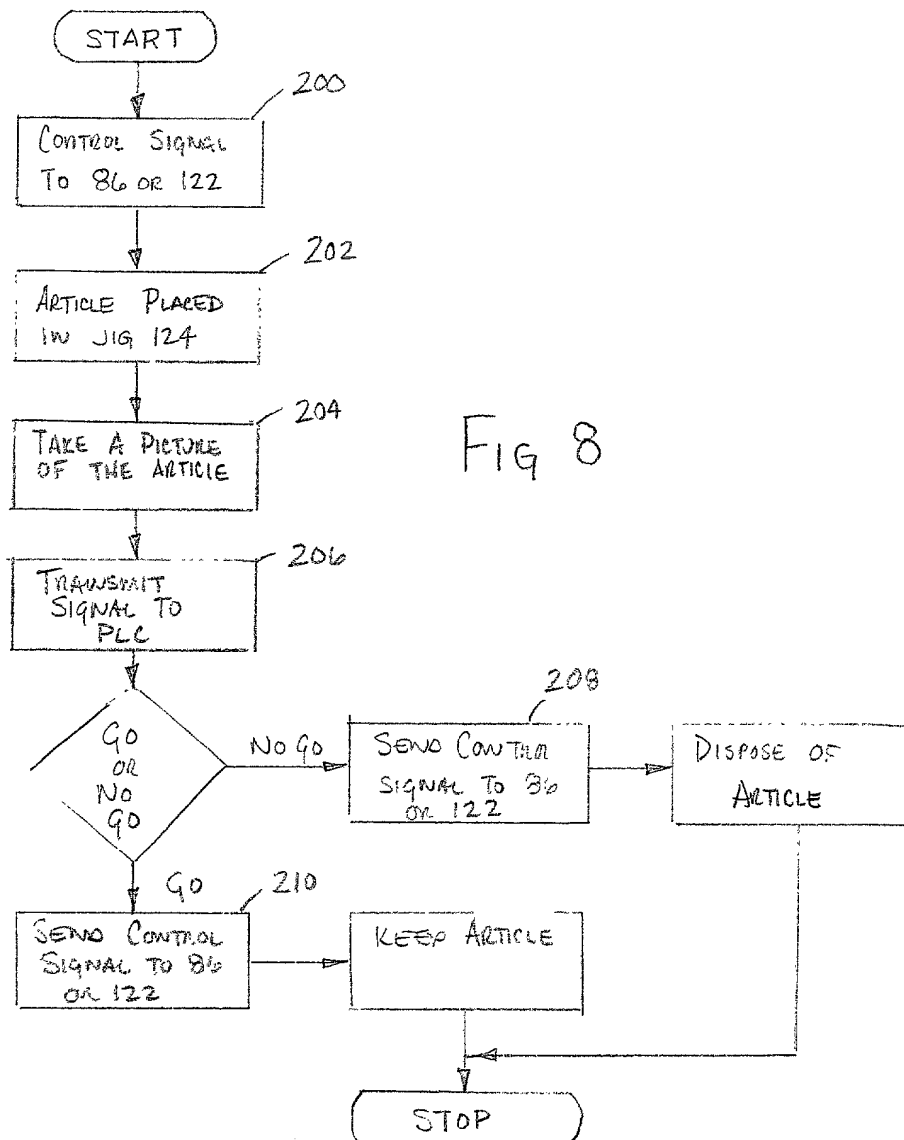 START
200
CONTROL SIGNAL
TO 86 OR 122
202
ARTICLE PLACED
IN JIG 124
204
TAKE A PICTURE
OF THE ARTICLE
FIG 8
206
TRANSMIT
SIGNAL TO
PLC
GO
OR
NO
GO
NO GO
208
SEND CONTROL
SIGNAL TO 86
OR 122
DISPOSE OF
ARTICLE
GO
210
SEND CONTROL
SIGNAL TO 86
OR 122
KEEP ARTICLE
STOP